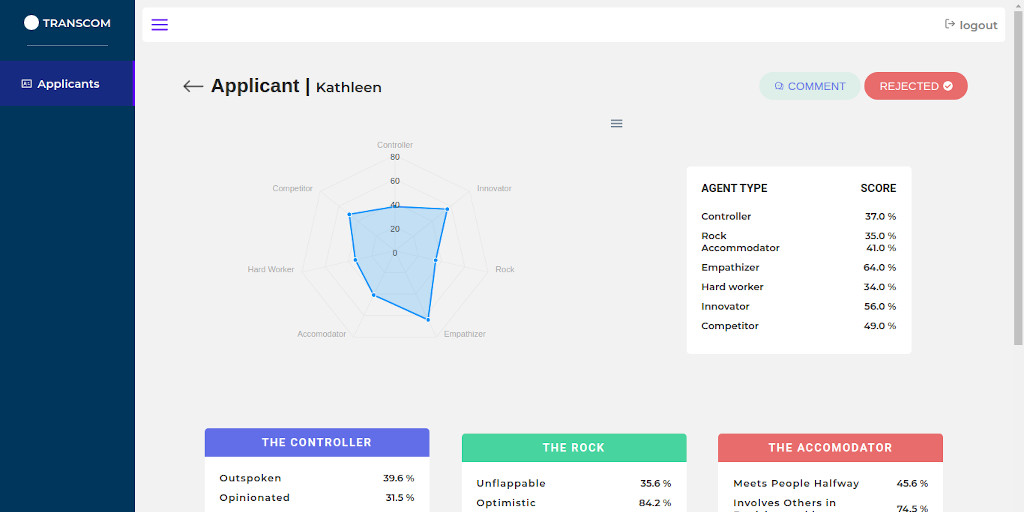 TRANSCOM
logout
Applicants
Applicant | Kathleen
COMMENT
REJECTED
Controller
80
Competitor
60
Innovator
40
20
0
Hard Worker
Rock
Accomodator
Empathizer
AGENT TYPE SCORE
Controller 37.0 %
Rock 35.0 %
Accommodator 41.0 %
Empathizer 64.0 %
Hard worker 34.0 %
Innovator 56.0 %
Competitor 49.0 %
THE CONTROLLER
Outspoken 39.6 %
Opinionated 31.5 %
THE ROCK
Unflappable 35.6 %
Optimistic 84.2 %
THE ACCOMODATOR
Meets People Halfway 45.6 %
Involves Others in 74.5 %